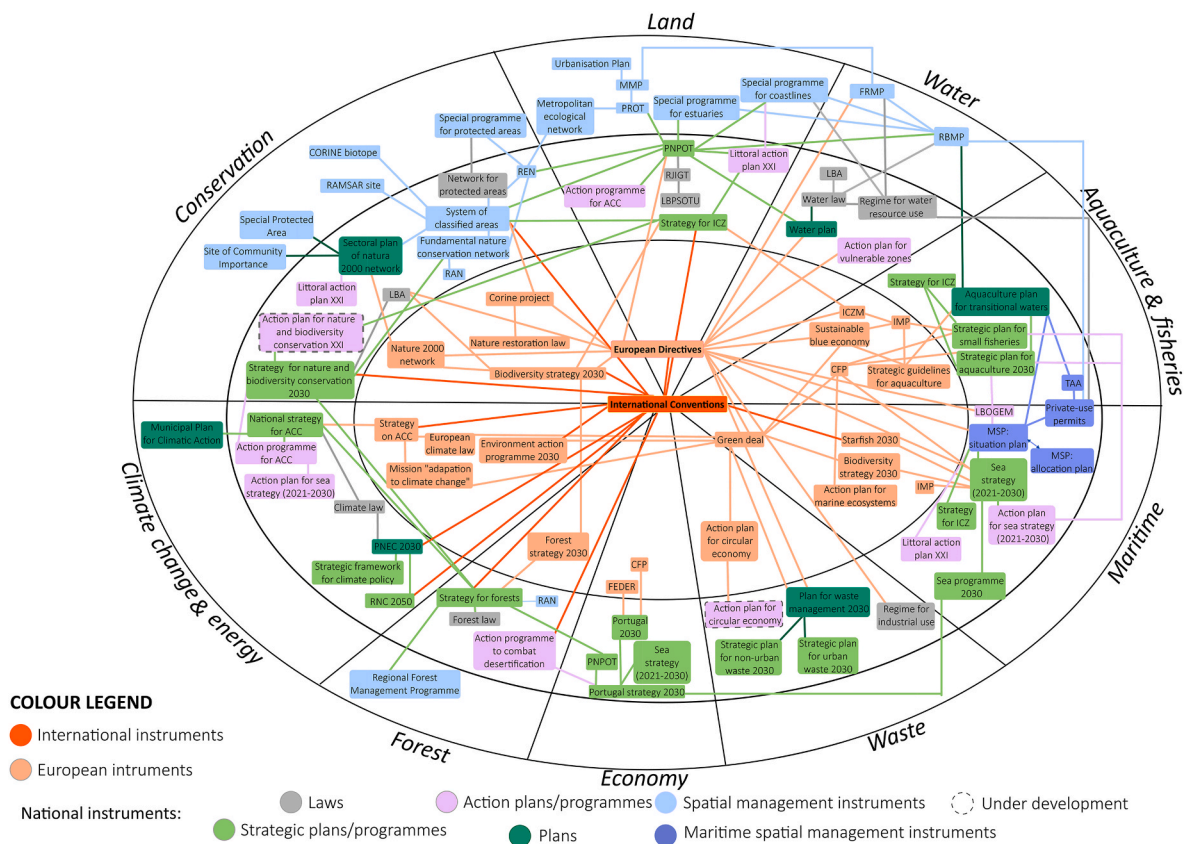 Land
Water
Aquaculture & fisheries
Maritime
Waste
Economy
Forest
Climate change& energy
Conservation
Urbanisation Plan
MMP
PROT
Metropolitan
ecological
network
Special programme
for estuaries
Special programme
for coastlines
FRMP
RBMP
Special programme
for protected areas
CORINE biotope
RAMSAR site
Network for
protected areas
REN
PNPOT
RJIGT
LBPSOTU
Action programme
for ACC
Littoral action
plan XXI
LBA
Water law
Regime for water
resource use
System of
classified areas
Strategy for ICZ
Water plan
Action plan for
vulnerable zones
Fundamental nature
conservation network
RAN
Special Protected
Area
Site of Community
Importance
Sectoral plan
of natura
2000 network
Littoral action
plan XXI
LBA
Corine project
Action plan for nature
and biodiversity
conservation XXI
Nature 2000
network
Nature restoration law
Biodiversity strategy 2030
European Directives
International Conventions
Strategy for nature and
biodiversity conservation
2030
ICZM
Sustainable
blue economy
IMP
CFP
Strategic guidelines
for aquaculture
Strategy for ICZ
Aquaculture plan
for transitional waters
Strategic plan for
small fisheries
Strategic plan for
aquaculture 2030
TAA
Private-use
permits
LBOGEM
MSP:
situation plan
MSP:
allocation plan
Municipal Plan
for Climatic Action
National strategy
for ACC
Action programme
for ACC
Action plan for sea
strategy (2021-2030)
Strategy
on ACC
European
climate law
Mission "adapation
to climate change"
Environment action
programme 2030
Green deal
Starfish 2030
Biodiversity
strategy 2030
Action plan for
marine ecosystems
IMP
Sea
strategy
(2021-2030)
Strategy
for ICZ
Action plan
for sea strategy
(2021-2030)
Littoral action
plan XXI
Climate law
PNEC 2030
Strategic framework
for climate policy
RNC 2050
Forest
strategy 2030
Action plan
for circular
economy
Sea programme
2030
Strategy for forests
RAN
Forest law
CFP
FEDER
Portugal
2030
Action plan for
circular economy
Plan for waste
management 2030
Regime for
industrial use
Action programme
to combat
desertification
PNPOT
Sea
strategy
(2021-2030)
Strategic plan
for non-urban
waste 2030
Strategic plan
for urban
waste 2030
Regional Forest
Management Programme
Portugal strategy 2030
COLOUR LEGEND
International instruments
European intruments
National instruments:
Laws
Action plans/programmes
Spatial management instruments
Under development
Strategic plans/programmes
Plans
Maritime spatial management instruments